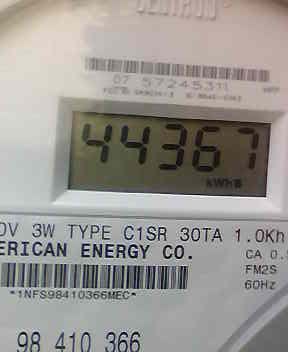 CENTRON®
07 57245311
44367
kWh
0V 3W TYPE C1SR 30TA 1.0Kh
ERICAN ENERGY CO.
CA 0.
FM2S
*1NFS98410366MEC*
60Hz
98 410 366